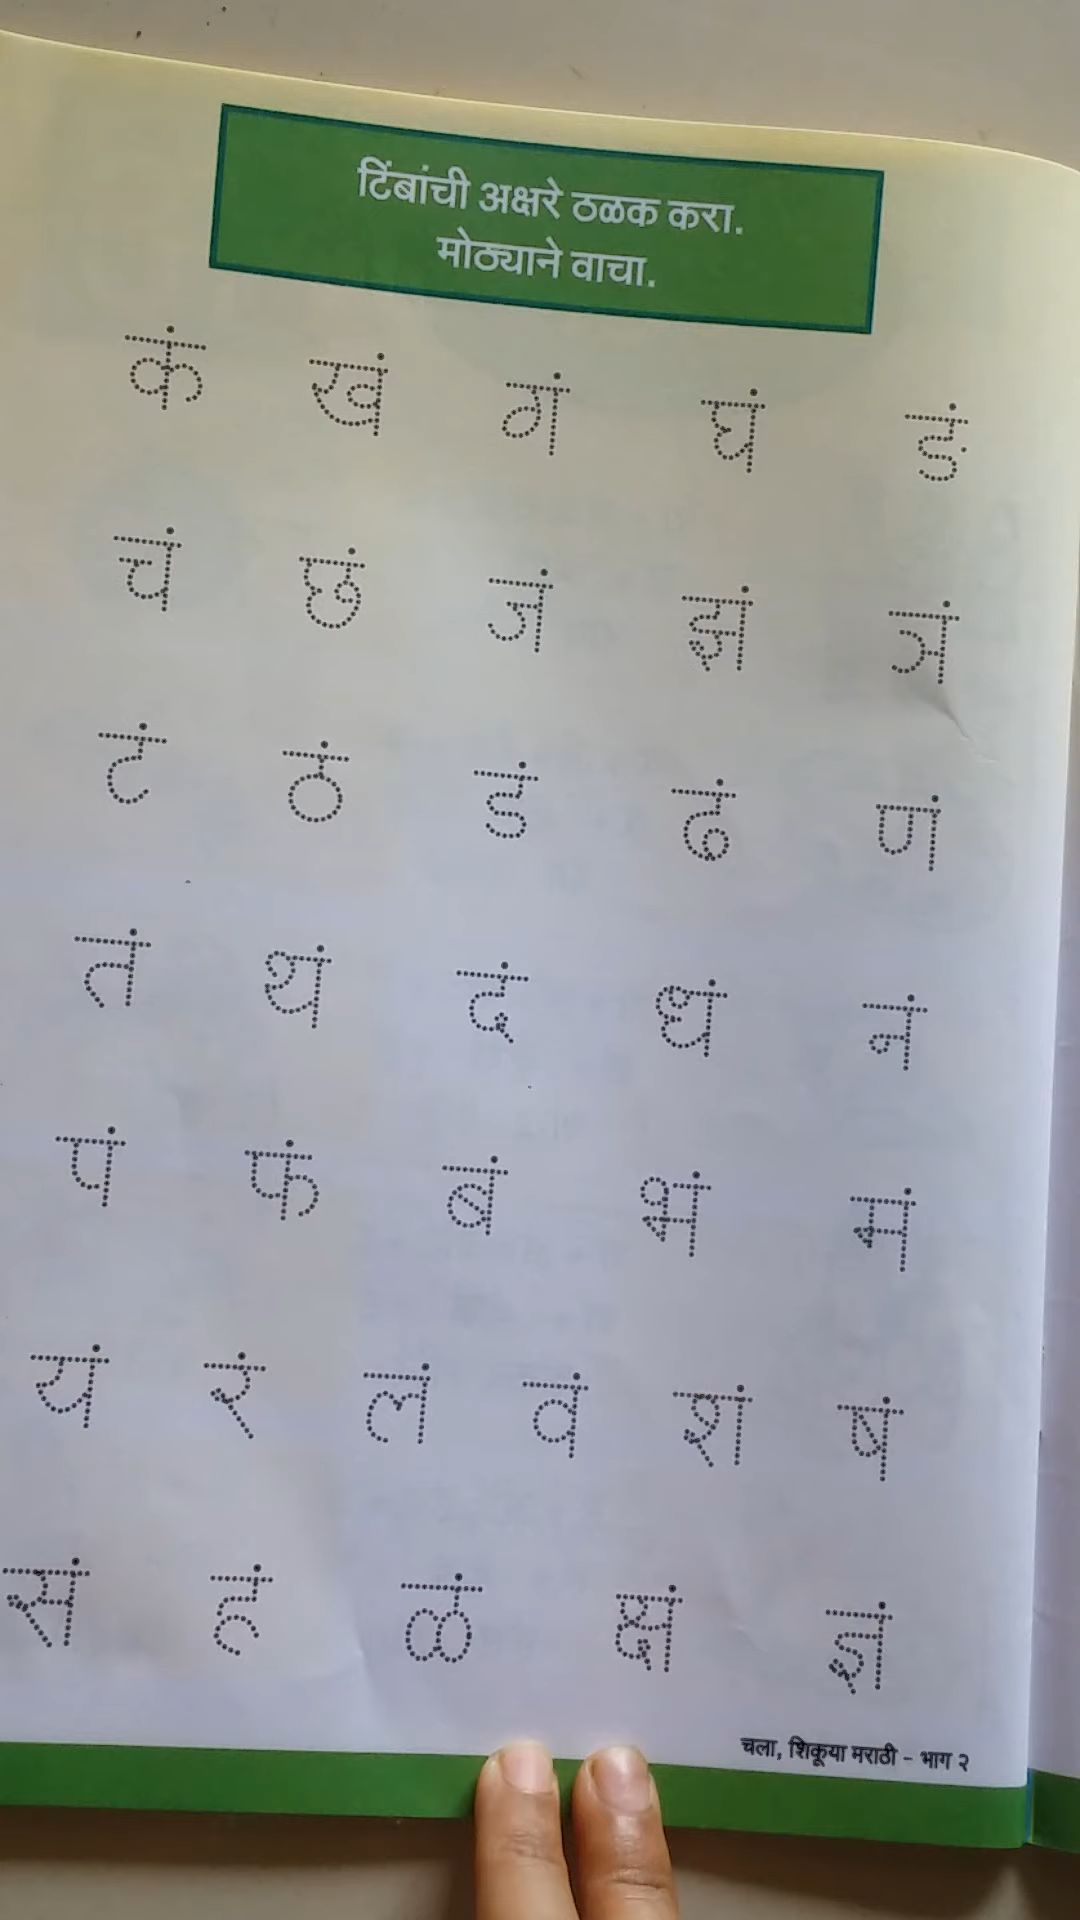 टिंबांची अक्षरे ठळक करा.
मोठ्याने वाचा.
कं खं गं घं ङं
चं छं जं झं ञं
टं ठं डं ढं णं
तं थं दं धं नं
पं फं बं भं मं
यं रं लं वं शं षं
सं हं ळं क्षं ज्ञं
चला, शिकूया मराठी - भाग २